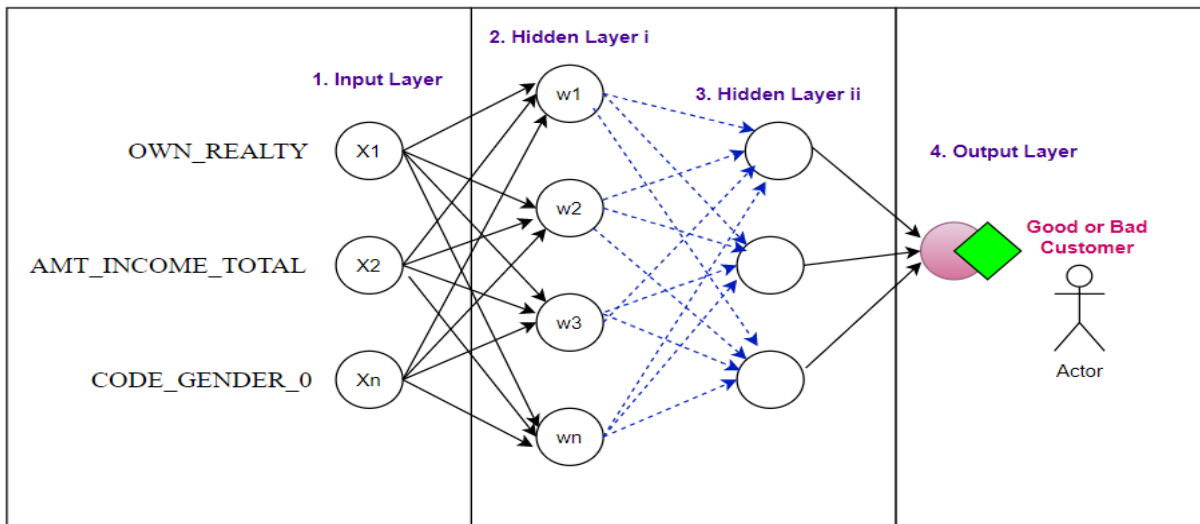 2. Hidden Layer i
1. Input Layer
w1
3. Hidden Layer ii
OWN_REALTY
X1
4. Output Layer
w2
Good or Bad
Customer
AMT_INCOME_TOTAL
X2
w3
CODE_GENDER_0
Xn
Actor
wn